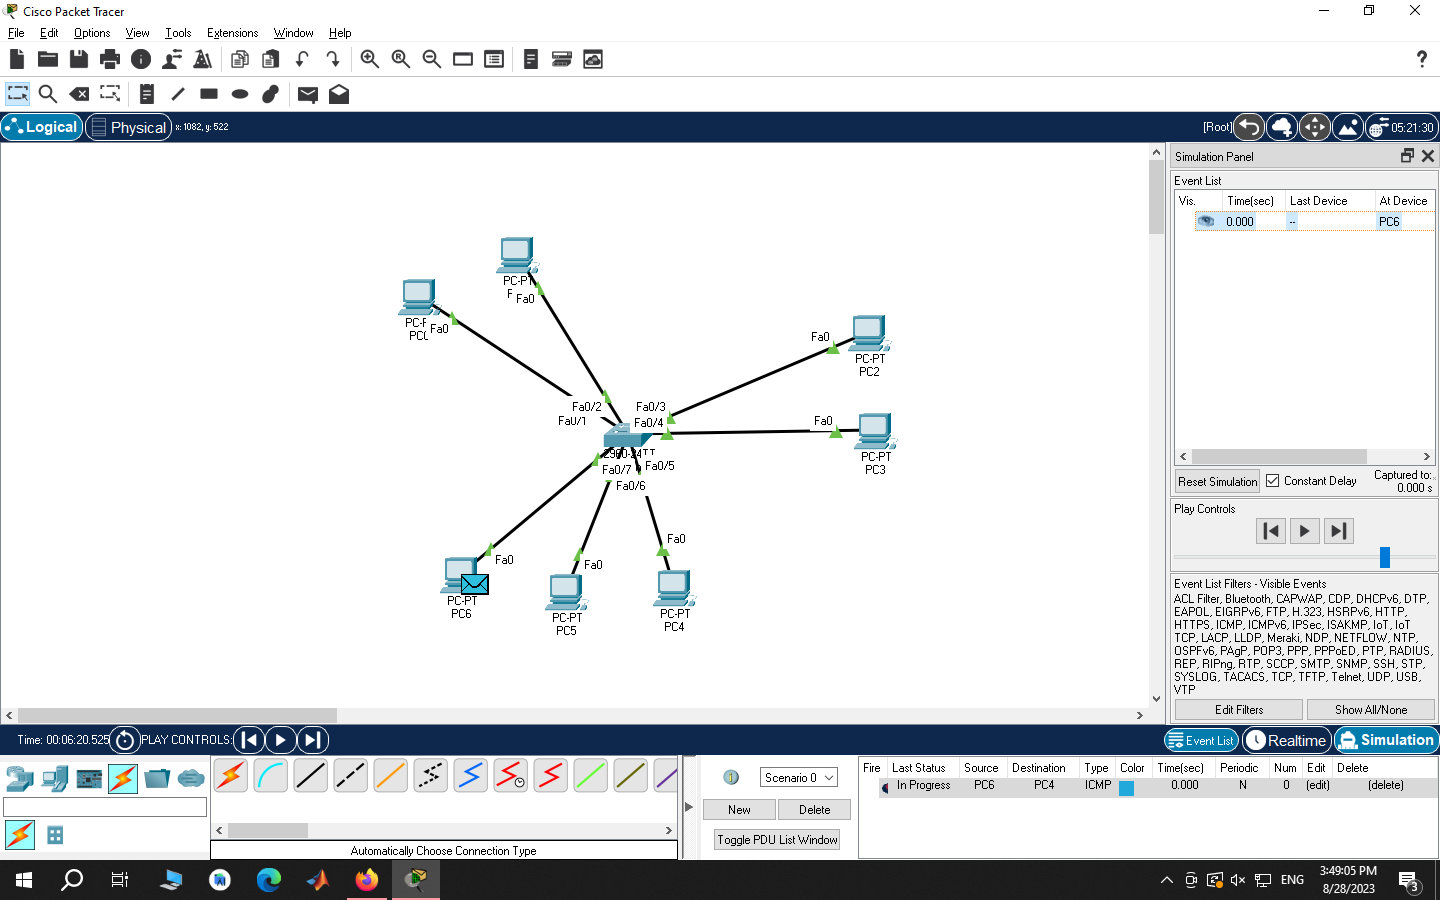 Cisco Packet Tracer
File Edit Options View Tools Extensions Window Help
Logical Physical x: 1082, y: 522 [Root] 05:21:30
Simulation Panel
Event List
Vis. Time(sec) Last Device At Device
0.000 -- PC6
Reset Simulation Constant Delay Captured to:
0.000 s
Play Controls
Event List Filters - Visible Events
ACL Filter, Bluetooth, CAPWAP, CDP, DHCPv6, DTP,
EAPOL, EIGRPv6, FTP, H.323, HSRPv6, HTTP,
HTTPS, ICMP, ICMPv6, IPSec, ISAKMP, IoT, IoT
TCP, LACP, LLDP, Meraki, NDP, NETFLOW, NTP,
OSPFv6, PAgP, POP3, PPP, PPPoED, PTP, RADIUS,
REP, RIPng, RTP, SCCP, SMTP, SNMP, SSH, STP,
SYSLOG, TACACS, TCP, TFTP, Telnet, UDP, USB,
VTP
Edit Filters Show All/None
PC-PT
Fa0
Fa0
Fa0
PC-PT
PC2
Fa0/2 Fa0/3
Fa0/1 Fa0/4
Fa0
PC-PT
PC3
Fa0/7 Fa0/5
Fa0/6
Fa0
PC-PT
PC6
Fa0
PC-PT
PC5
Fa0
PC-PT
PC4
Time: 00:06:20.525 PLAY CONTROLS: Event List Realtime Simulation
Automatically Choose Connection Type
Scenario 0
New Delete
Toggle PDU List Window
Fire Last Status Source Destination Type Color Time(sec) Periodic Num Edit Delete
In Progress PC6 PC4 ICMP 0.000 N 0 (edit) (delete)
ENG
3:49:05 PM
8/28/2023
3